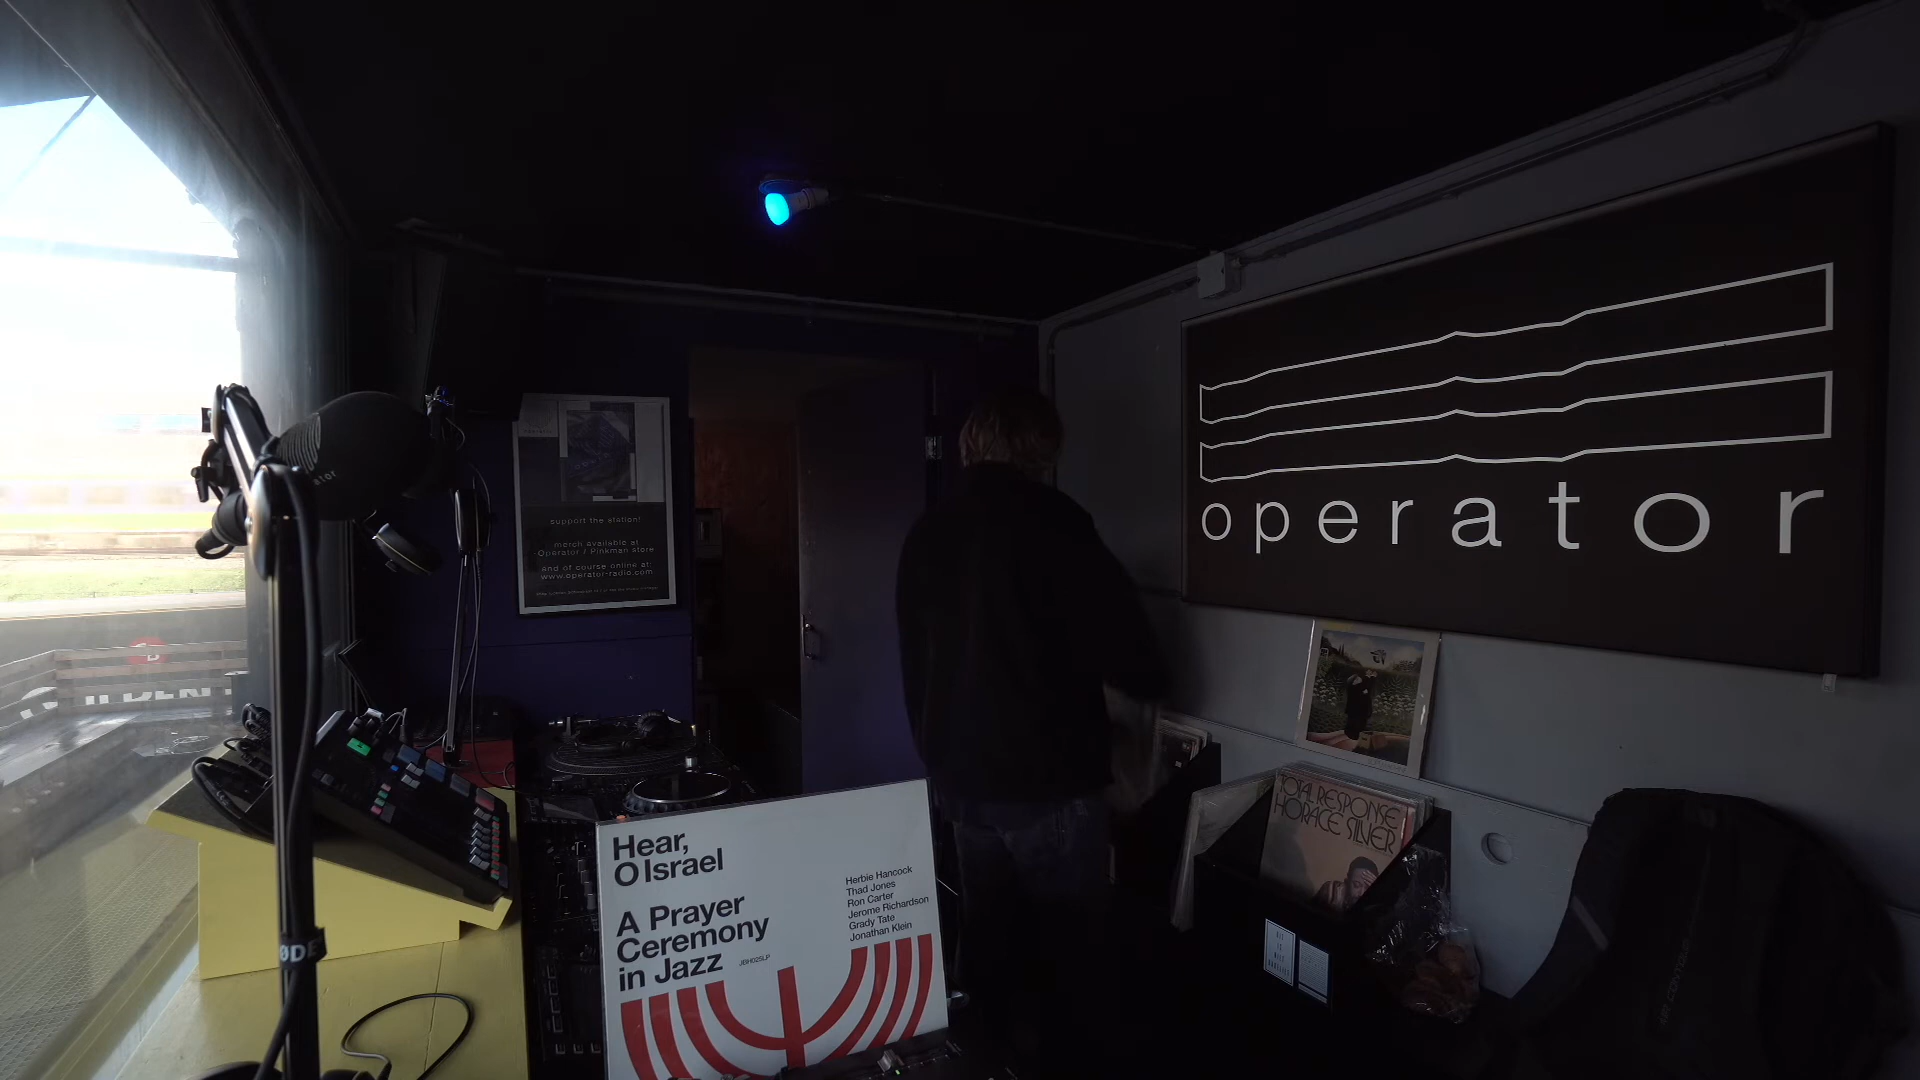 operator
support the station!
merch available at
Operator / Pinkman store
and of course online at:
www.operator-radio.com
Hear,
O Israel
A Prayer
Ceremony
in Jazz
JBH025LP
Herbie Hancock
Thad Jones
Ron Carter
Jerome Richardson
Grady Tate
Jonathan Klein
TOTAL RESPONSE
HORACE SILVER
RØDE